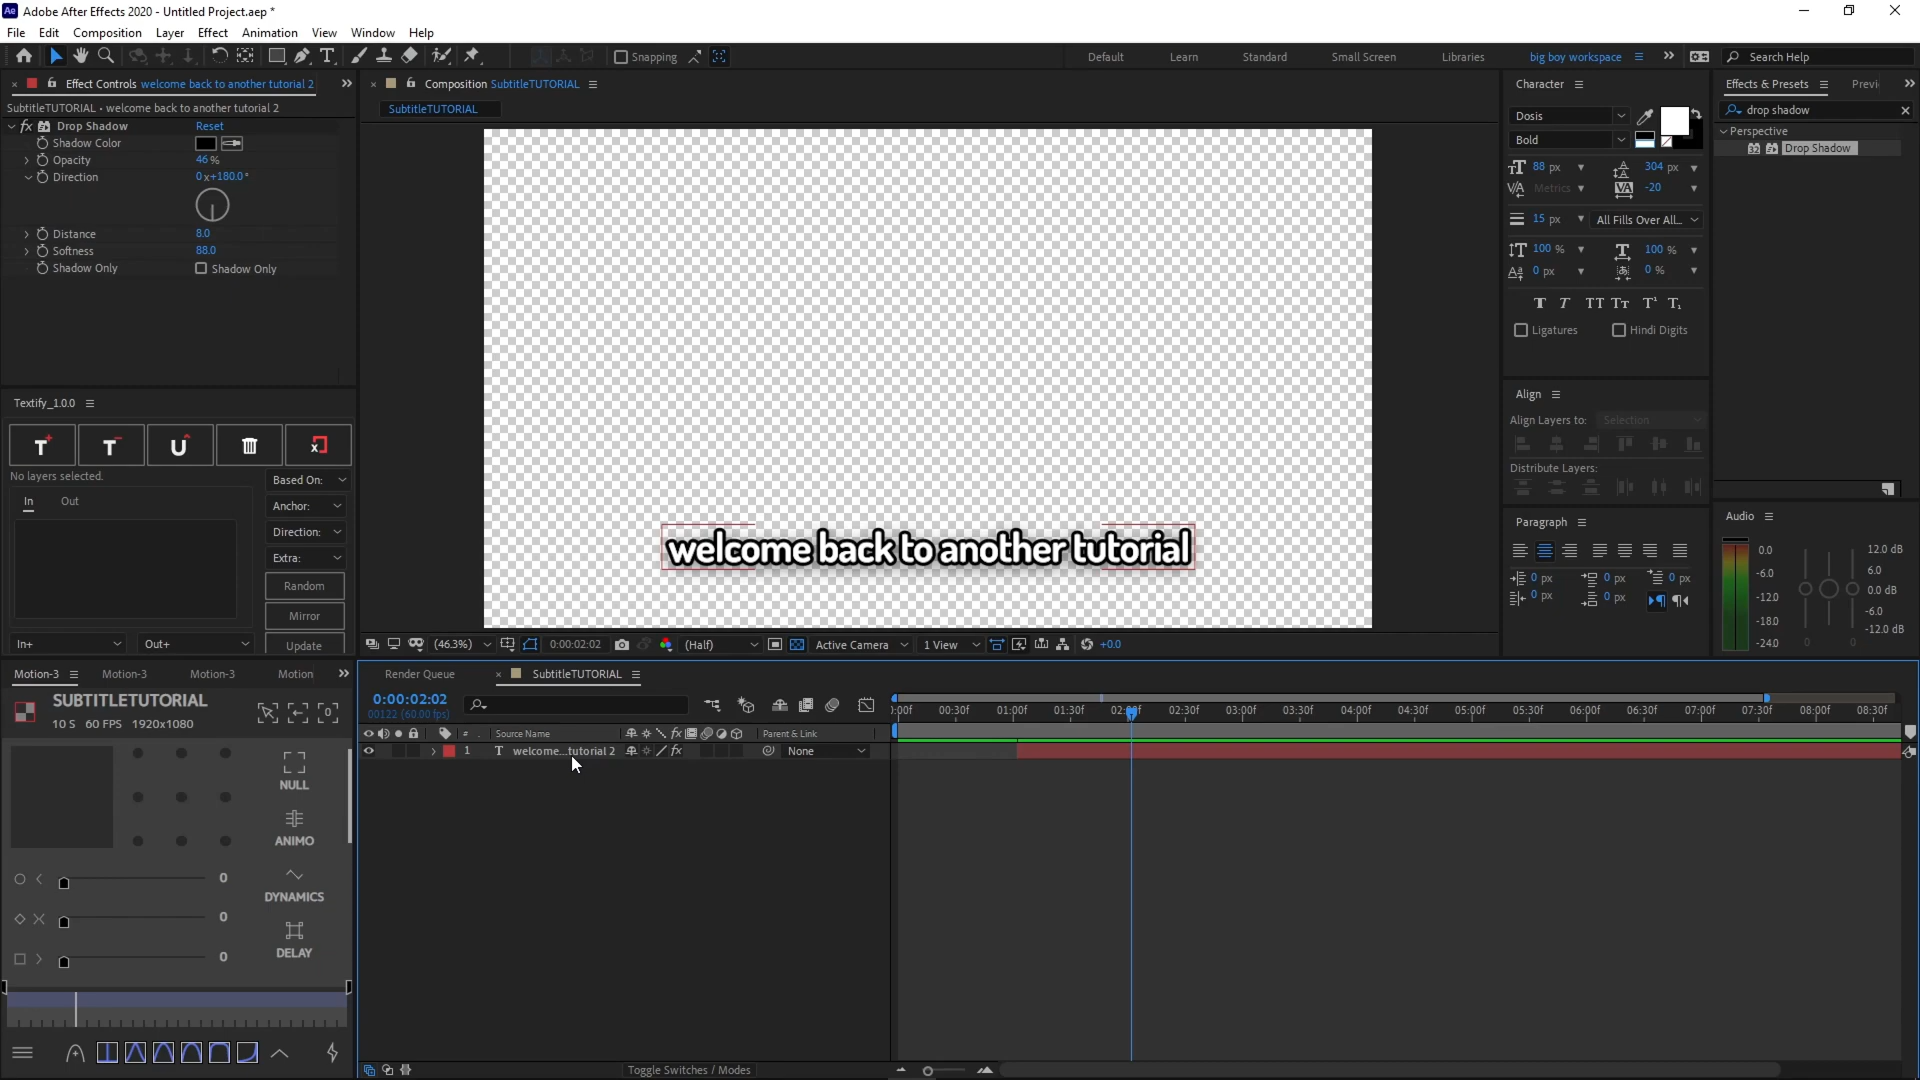 Ae Adobe After Effects 2020 - Untitled Project.aep *
File Edit Composition Layer Effect Animation View Window Help
Snapping
Default Learn Standard Small Screen Libraries big boy workspace Search Help
Effect Controls welcome back to another tutorial 2
SubtitleTUTORIAL • welcome back to another tutorial 2
fx Drop Shadow Reset
Shadow Color
Opacity 46 %
Direction 0x+180.0°
Distance 8.0
Softness 88.0
Shadow Only Shadow Only
Textify_1.0.0
No layers selected.
In Out
Based On:
Anchor:
Direction:
Extra:
Random
Mirror
In+ Out+ Update
Composition SubtitleTUTORIAL
SubtitleTUTORIAL
welcome back to another tutorial
(46.3%) 0:00:02:02 (Half) Active Camera 1 View +0.0
Character
Dosis
Bold
88 px 304 px
Metrics -20
15 px All Fills Over All...
100 % 100 %
0 px 0 %
Ligatures Hindi Digits
Align
Align Layers to: Selection
Distribute Layers:
Paragraph
0 px 0 px 0 px
0 px 0 px
Effects & Presets Previ
drop shadow
Perspective
Drop Shadow
Audio
0.0 12.0 dB
-6.0 6.0
-12.0 0.0 dB
-18.0 -6.0
-24.0 0 0 -12.0 dB
Motion-3 Motion-3 Motion-3 Motion
SUBTITLETUTORIAL
10 S 60 FPS 1920x1080
NULL
ANIMO
0
DYNAMICS
0
DELAY
0
Render Queue SubtitleTUTORIAL
0:00:02:02
00122 (60.00 fps)
:00f 00:30f 01:00f 01:30f 02:00f 02:30f 03:00f 03:30f 04:00f 04:30f 05:00f 05:30f 06:00f 06:30f 07:00f 07:30f 08:00f 08:30f
# Source Name fx Parent & Link
1 T welcome...tutorial 2 fx None
Toggle Switches / Modes